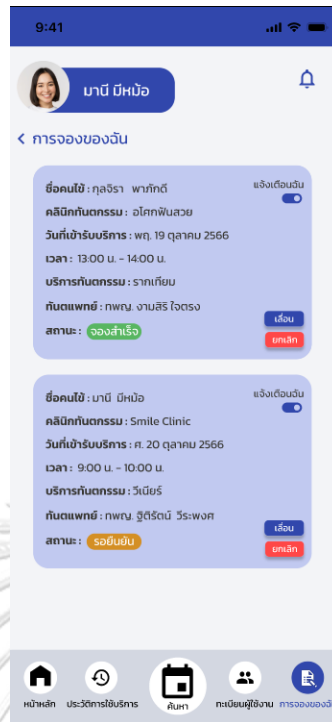 9:41
มานี มีหม้อ
การจองของฉัน
ชื่อคนไข้ : กุลจิรา พาภักดี
แจ้งเตือนฉัน
คลินิกทันตกรรม : อโศกฟันสวย
วันที่เข้ารับบริการ : พฤ. 19 ตุลาคม 2566
เวลา : 13:00 น. - 14:00 น.
บริการทันตกรรม : รากเทียม
ทันตแพทย์ : ทพญ. งามสิริ ใจตรง
เลื่อน
สถานะ : จองสำเร็จ
ยกเลิก
ชื่อคนไข้ : มานี มีหม้อ
แจ้งเตือนฉัน
คลินิกทันตกรรม : Smile Clinic
วันที่เข้ารับบริการ : ศ. 20 ตุลาคม 2566
เวลา : 9:00 น. - 10:00 น.
บริการทันตกรรม : วีเนียร์
ทันตแพทย์ : ทพญ. ฐิติรัตน์ วีระพงศ
เลื่อน
สถานะ : รอยืนยัน
ยกเลิก
หน้าหลัก ประวัติการใช้บริการ ค้นหา ทะเบียนผู้ใช้งาน การจองของฉั